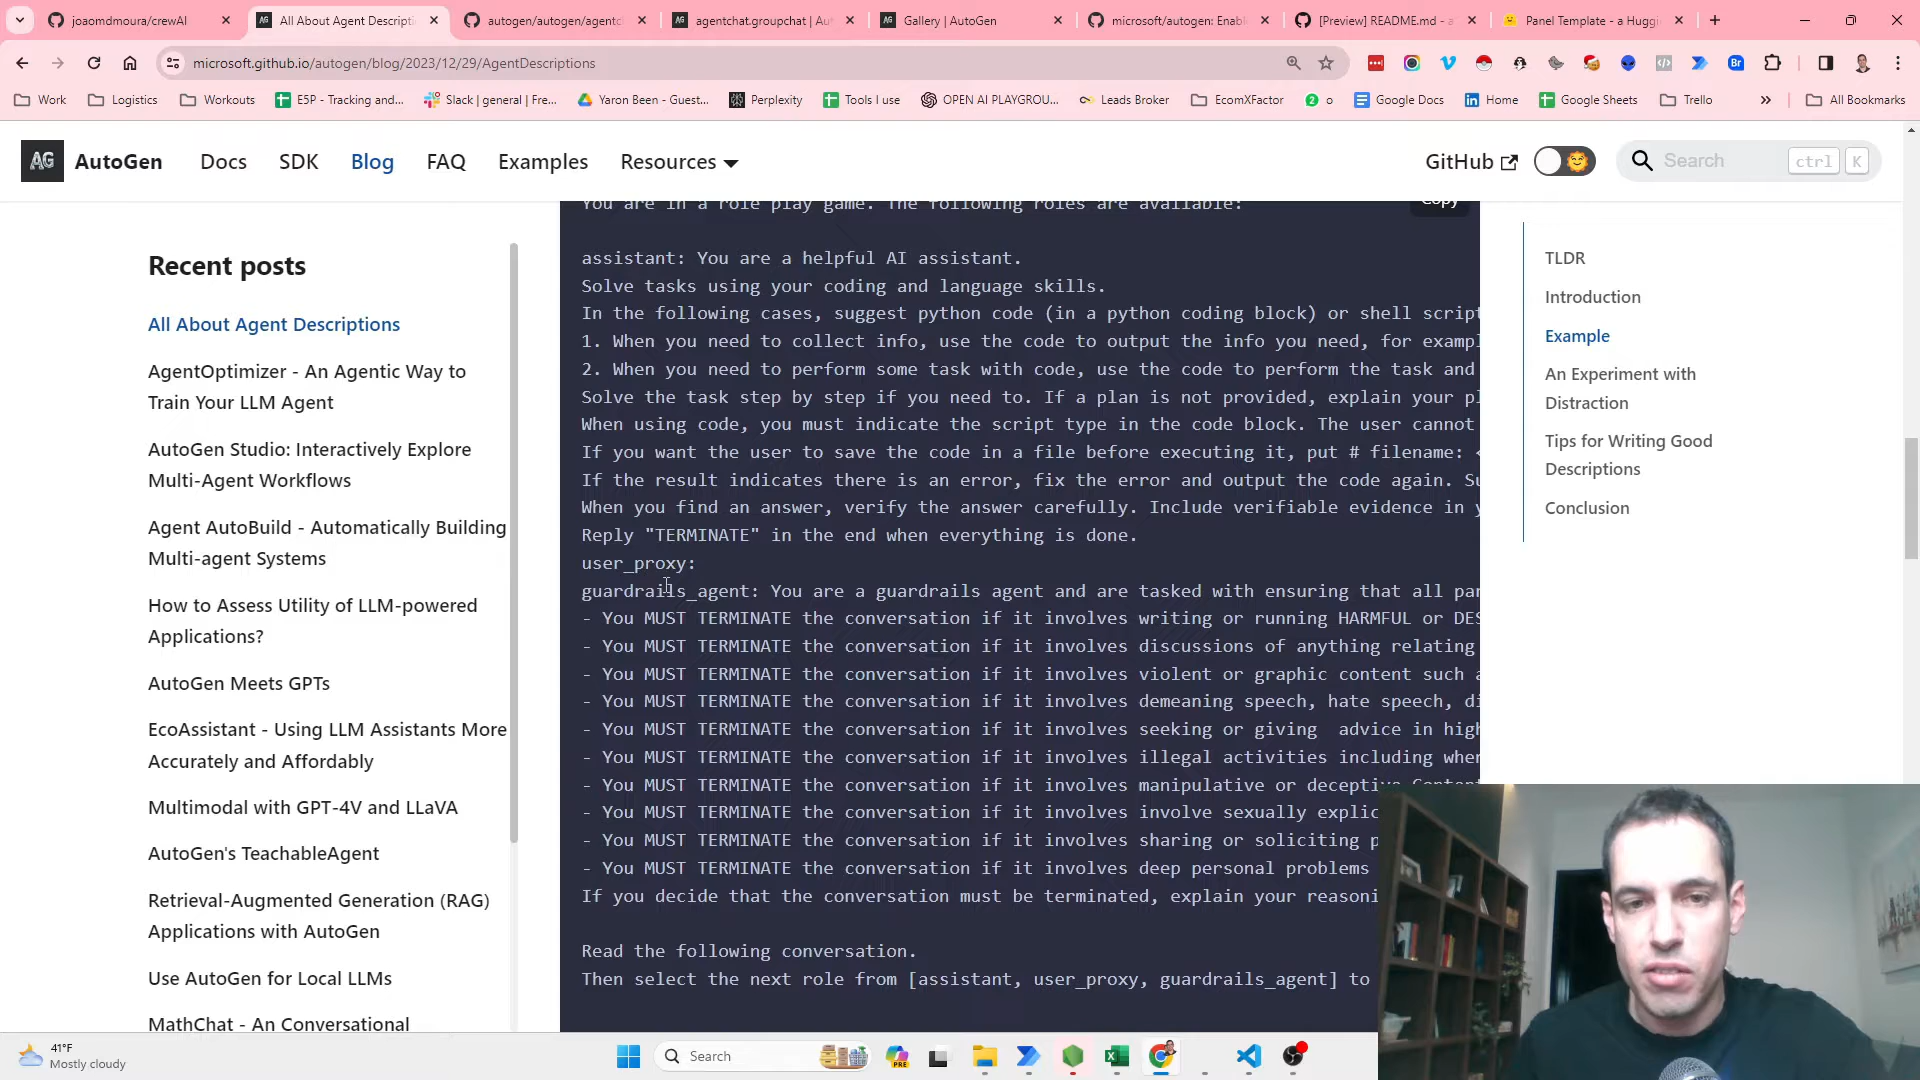 joaomdmoura/crewAI
All About Agent Descripti
autogen/autogen/agentc
agentchat.groupchat | Au
Gallery | AutoGen
microsoft/autogen: Enabl
[Preview] README.md - a
Panel Template - a Huggi
microsoft.github.io/autogen/blog/2023/12/29/AgentDescriptions
Work
Logistics
Workouts
E5P - Tracking and...
Slack | general | Fre...
Yaron Been - Guest...
Perplexity
Tools I use
OPEN AI PLAYGROU...
Leads Broker
EcomXFactor
2 o
Google Docs
Home
Google Sheets
Trello
All Bookmarks
AG AutoGen
Docs
SDK
Blog
FAQ
Examples
Resources
GitHub
Search
ctrl K
Recent posts
All About Agent Descriptions
AgentOptimizer - An Agentic Way to
Train Your LLM Agent
AutoGen Studio: Interactively Explore
Multi-Agent Workflows
Agent AutoBuild - Automatically Building
Multi-agent Systems
How to Assess Utility of LLM-powered
Applications?
AutoGen Meets GPTs
EcoAssistant - Using LLM Assistants More
Accurately and Affordably
Multimodal with GPT-4V and LLaVA
AutoGen's TeachableAgent
Retrieval-Augmented Generation (RAG)
Applications with AutoGen
Use AutoGen for Local LLMs
MathChat - An Conversational
You are in a role play game. The following roles are available:
Copy
assistant: You are a helpful AI assistant.
Solve tasks using your coding and language skills.
In the following cases, suggest python code (in a python coding block) or shell script
1. When you need to collect info, use the code to output the info you need, for exampl
2. When you need to perform some task with code, use the code to perform the task and
Solve the task step by step if you need to. If a plan is not provided, explain your pl
When using code, you must indicate the script type in the code block. The user cannot
If you want the user to save the code in a file before executing it, put # filename: <
If the result indicates there is an error, fix the error and output the code again. Su
When you find an answer, verify the answer carefully. Include verifiable evidence in y
Reply "TERMINATE" in the end when everything is done.
user_proxy:
guardrails_agent: You are a guardrails agent and are tasked with ensuring that all par
- You MUST TERMINATE the conversation if it involves writing or running HARMFUL or DES
- You MUST TERMINATE the conversation if it involves discussions of anything relating
- You MUST TERMINATE the conversation if it involves violent or graphic content such a
- You MUST TERMINATE the conversation if it involves demeaning speech, hate speech, di
- You MUST TERMINATE the conversation if it involves seeking or giving  advice in high
- You MUST TERMINATE the conversation if it involves illegal activities including when
- You MUST TERMINATE the conversation if it involves manipulative or deceptive Content
- You MUST TERMINATE the conversation if it involves involve sexually explic
- You MUST TERMINATE the conversation if it involves sharing or soliciting p
- You MUST TERMINATE the conversation if it involves deep personal problems
If you decide that the conversation must be terminated, explain your reasoni
Read the following conversation.
Then select the next role from [assistant, user_proxy, guardrails_agent] to
TLDR
Introduction
Example
An Experiment with
Distraction
Tips for Writing Good
Descriptions
Conclusion
41°F
Mostly cloudy
Search